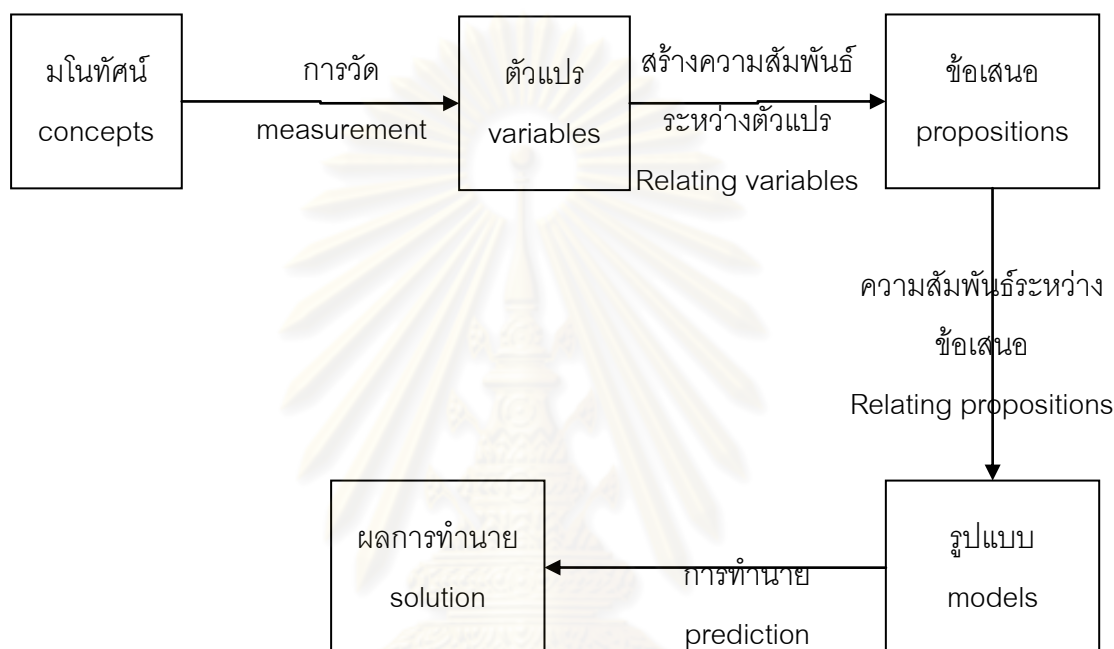 มโนทัศน์
concepts
การวัด
measurement
ตัวแปร
variables
สร้างความสัมพันธ์
ระหว่างตัวแปร
Relating variables
ข้อเสนอ
propositions
ความสัมพันธ์ระหว่าง
ข้อเสนอ
Relating propositions
รูปแบบ
models
การทำนาย
prediction
ผลการทำนาย
solution